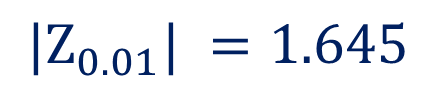 |Z₀.₀₁| = 1.645